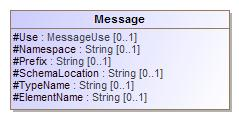 Message
#Use : MessageUse [0..1]
#Namespace : String [0..1]
#Prefix : String [0..1]
#SchemaLocation : String [0..1]
#TypeName : String [0..1]
#ElementName : String [0..1]